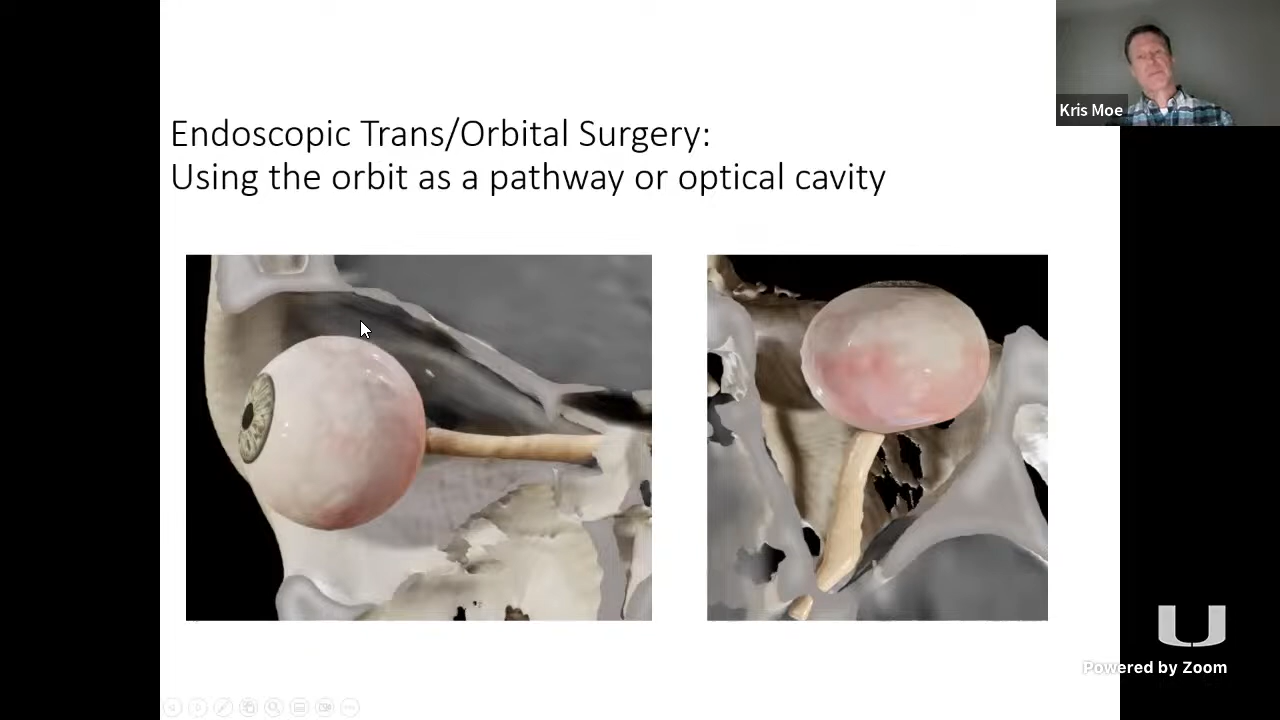 Kris Moe
Endoscopic Trans/Orbital Surgery:
Using the orbit as a pathway or optical cavity
U
Powered by Zoom